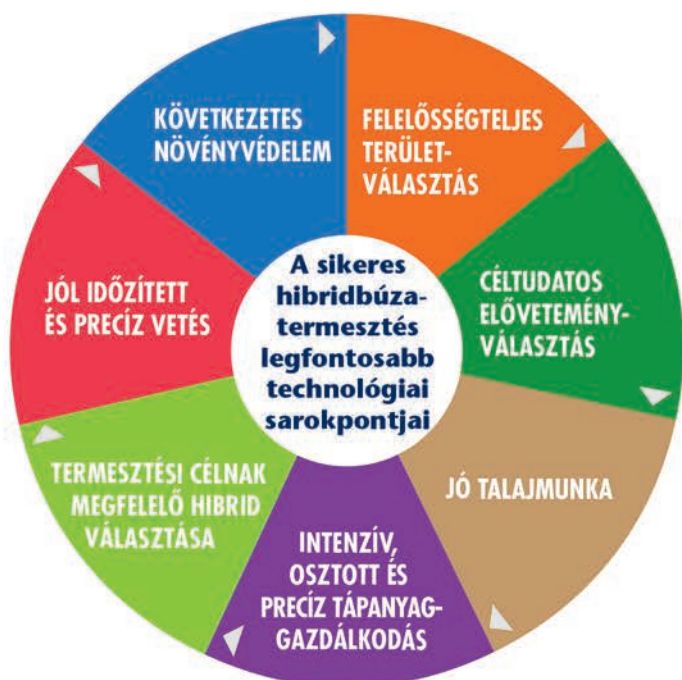 A sikeres
hibridbúza-
termesztés
legfontosabb
technológiai
sarokpontjai
FELELŐSSÉGTELJES
TERÜLET-
VÁLASZTÁS
CÉLTUDATOS
ELŐVETEMÉNY-
VÁLASZTÁS
JÓ TALAJMUNKA
INTENZÍV,
OSZTOTT ÉS
PRECÍZ TÁPANYAG-
GAZDÁLKODÁS
TERMESZTÉSI CÉLNAK
MEGFELELŐ HIBRID
VÁLASZTÁSA
JÓL IDŐZÍTETT
ÉS PRECÍZ VETÉS
KÖVETKEZETES
NÖVÉNYVÉDELEM